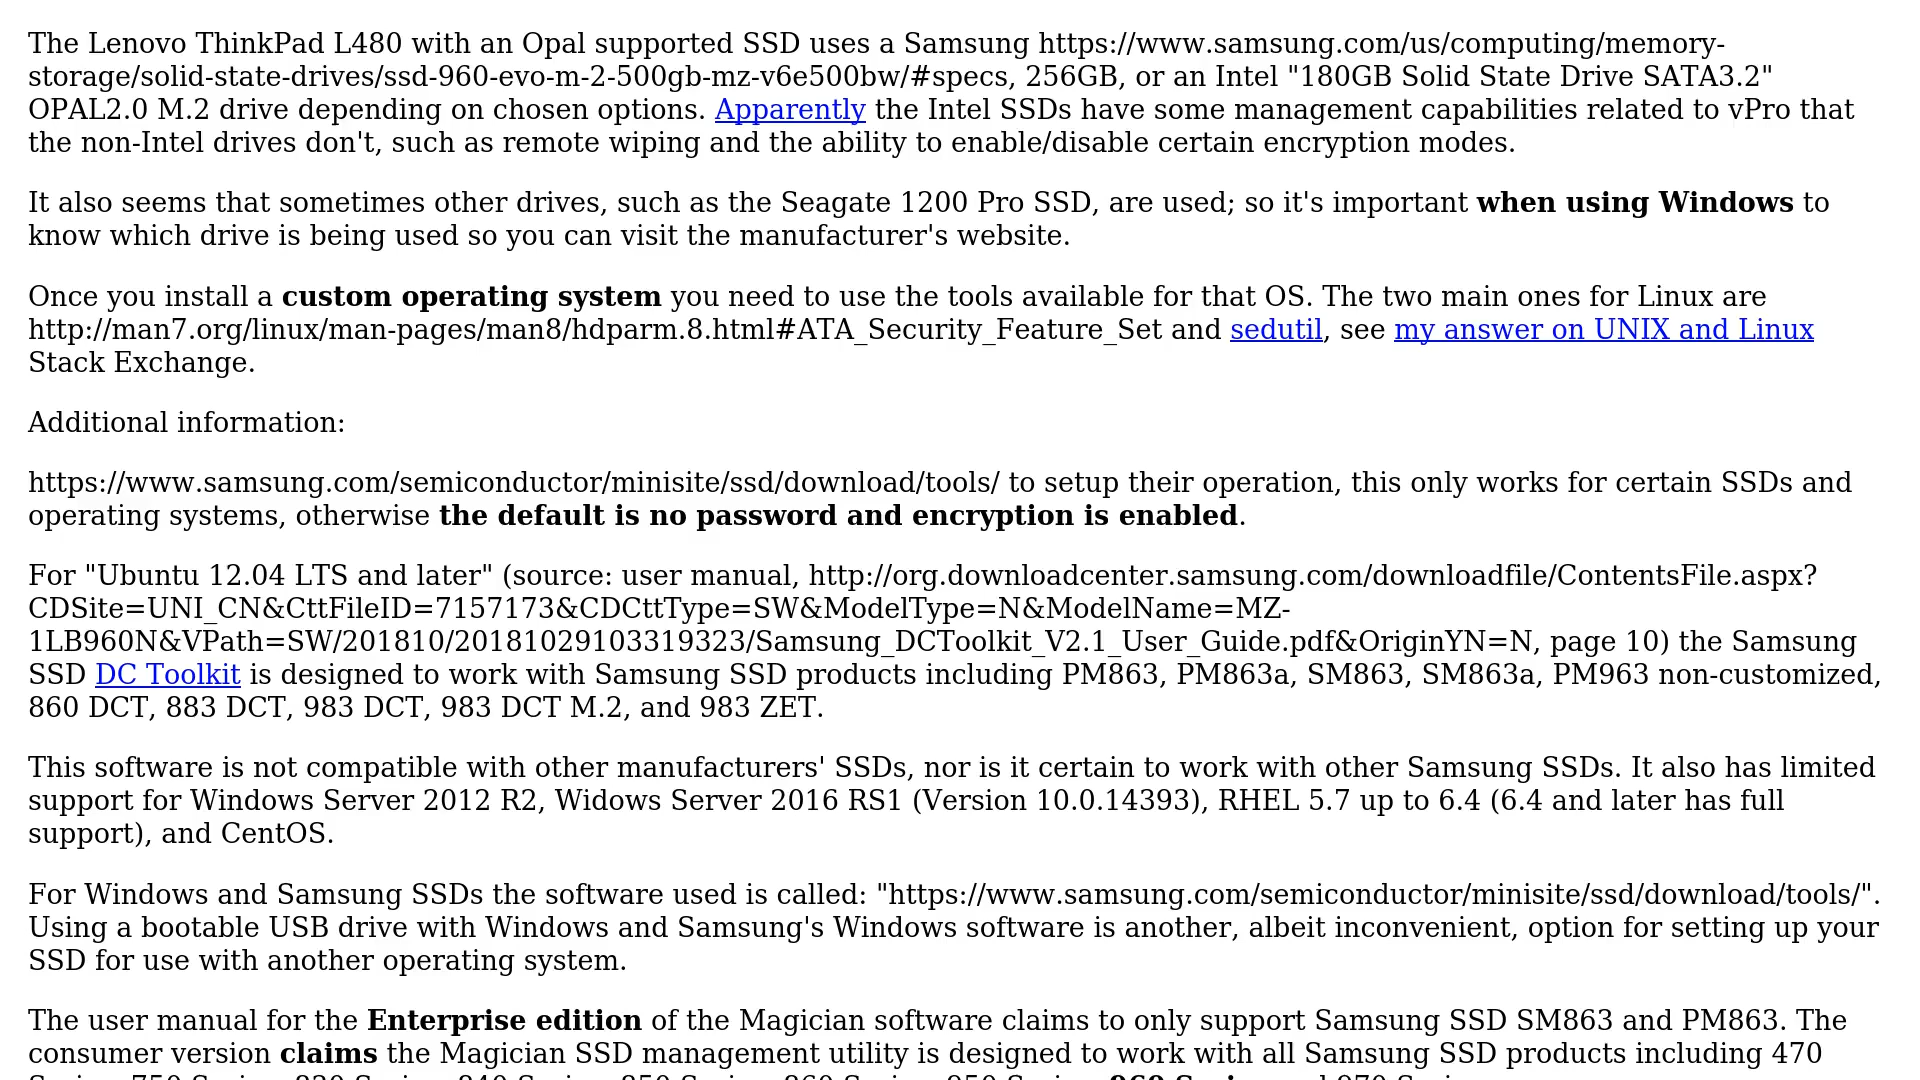 The Lenovo ThinkPad L480 with an Opal supported SSD uses a Samsung https://www.samsung.com/us/computing/memory-
storage/solid-state-drives/ssd-960-evo-m-2-500gb-mz-v6e500bw/#specs, 256GB, or an Intel "180GB Solid State Drive SATA3.2"
OPAL2.0 M.2 drive depending on chosen options. Apparently the Intel SSDs have some management capabilities related to vPro that
the non-Intel drives don't, such as remote wiping and the ability to enable/disable certain encryption modes.
It also seems that sometimes other drives, such as the Seagate 1200 Pro SSD, are used; so it's important when using Windows to
know which drive is being used so you can visit the manufacturer's website.
Once you install a custom operating system you need to use the tools available for that OS. The two main ones for Linux are
http://man7.org/linux/man-pages/man8/hdparm.8.html#ATA_Security_Feature_Set and sedutil, see my answer on UNIX and Linux
Stack Exchange.
Additional information:
https://www.samsung.com/semiconductor/minisite/ssd/download/tools/ to setup their operation, this only works for certain SSDs and
operating systems, otherwise the default is no password and encryption is enabled.
For "Ubuntu 12.04 LTS and later" (source: user manual, http://org.downloadcenter.samsung.com/downloadfile/ContentsFile.aspx?
CDSite=UNI_CN&CttFileID=7157173&CDCttType=SW&ModelType=N&ModelName=MZ-
1LB960N&VPath=SW/201810/20181029103319323/Samsung_DCToolkit_V2.1_User_Guide.pdf&OriginYN=N, page 10) the Samsung
SSD DC Toolkit is designed to work with Samsung SSD products including PM863, PM863a, SM863, SM863a, PM963 non-customized,
860 DCT, 883 DCT, 983 DCT, 983 DCT M.2, and 983 ZET.
This software is not compatible with other manufacturers' SSDs, nor is it certain to work with other Samsung SSDs. It also has limited
support for Windows Server 2012 R2, Widows Server 2016 RS1 (Version 10.0.14393), RHEL 5.7 up to 6.4 (6.4 and later has full
support), and CentOS.
For Windows and Samsung SSDs the software used is called: "https://www.samsung.com/semiconductor/minisite/ssd/download/tools/".
Using a bootable USB drive with Windows and Samsung's Windows software is another, albeit inconvenient, option for setting up your
SSD for use with another operating system.
The user manual for the Enterprise edition of the Magician software claims to only support Samsung SSD SM863 and PM863. The
consumer version claims the Magician SSD management utility is designed to work with all Samsung SSD products including 470